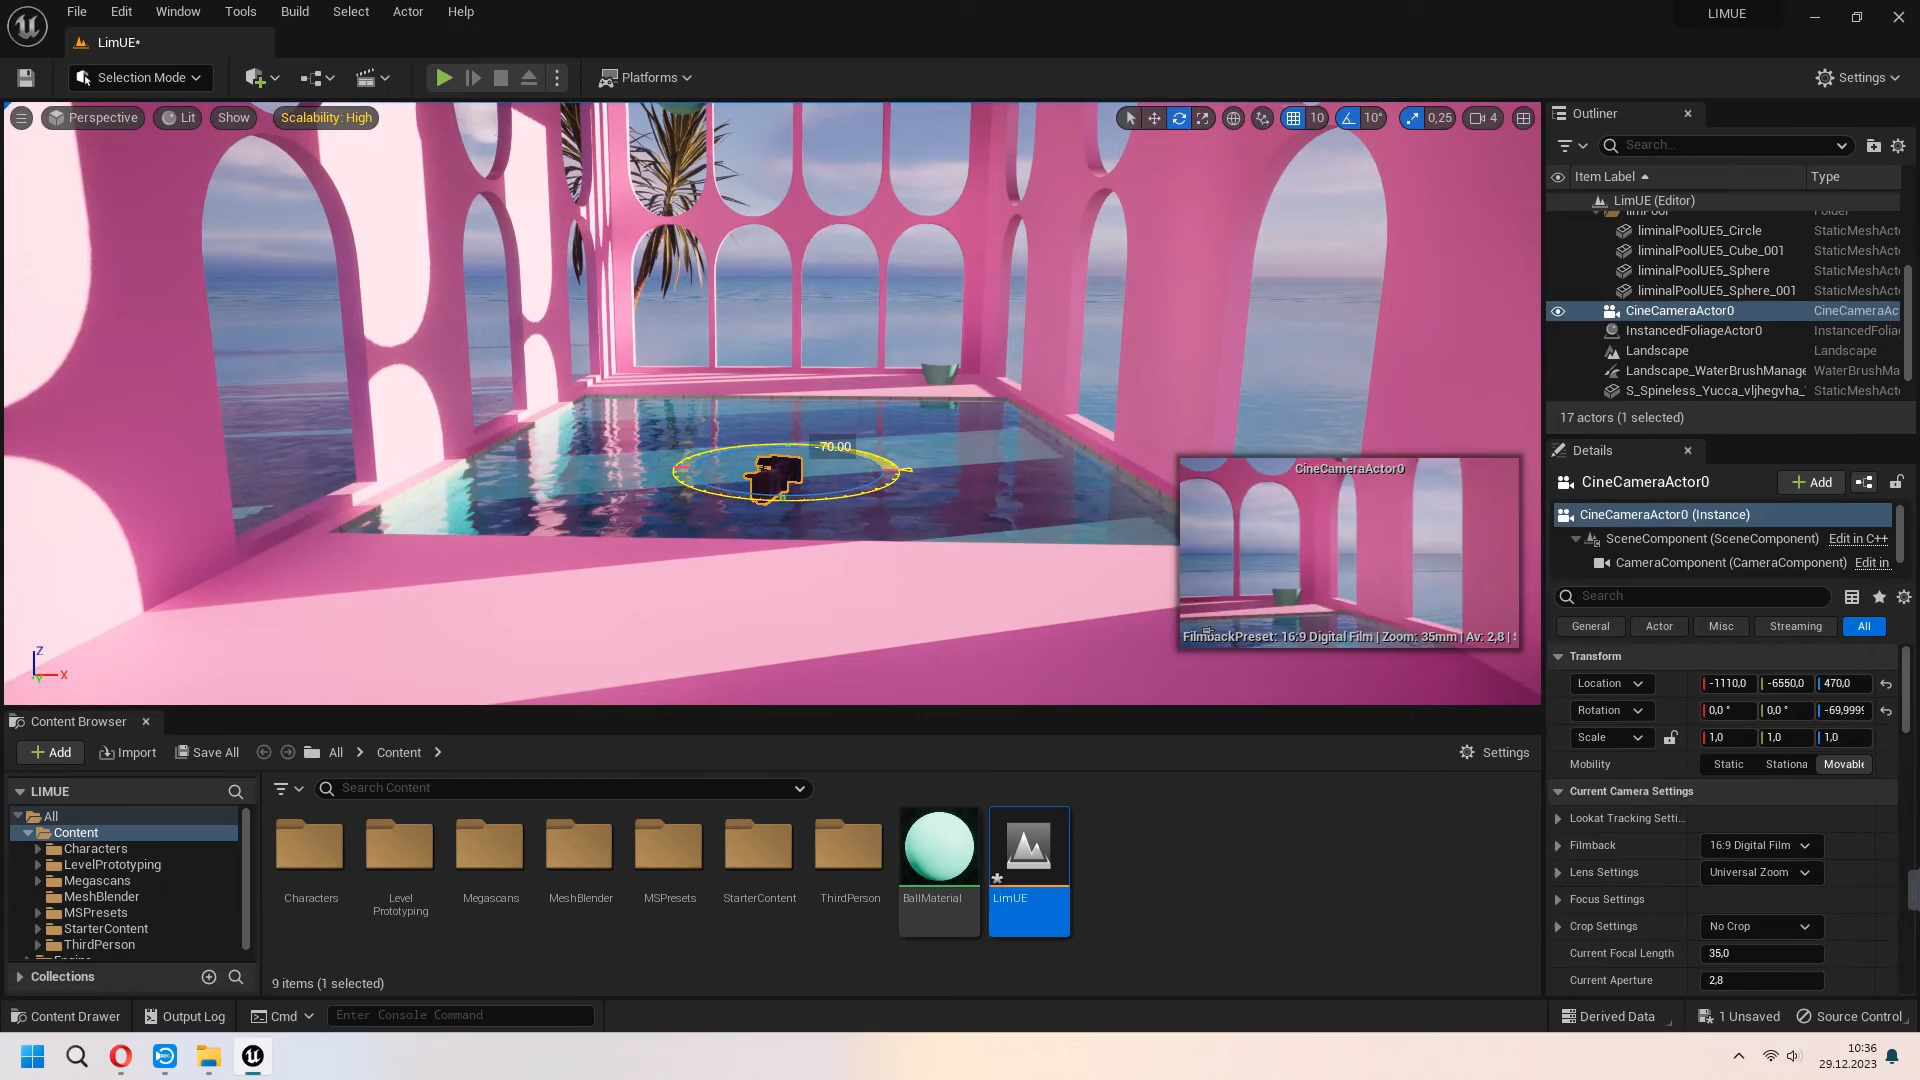 File Edit Window Tools Build Select Actor Help
LIMUE
LimUE*
Selection Mode
Platforms
Settings
Perspective Lit Show Scalability: High
10 10° 0,25 4
-70.00
CineCameraActor0
FilmbackPreset: 16:9 Digital Film | Zoom: 35mm | Av: 2,8 |
Z
X
Outliner
Search...
Item Label Type
LimUE (Editor)
limPool Folder
liminalPoolUE5_Circle StaticMeshActo
liminalPoolUE5_Cube_001 StaticMeshActo
liminalPoolUE5_Sphere StaticMeshActo
liminalPoolUE5_Sphere_001 StaticMeshActo
CineCameraActor0 CineCameraAc
InstancedFoliageActor0 InstancedFolia
Landscape Landscape
Landscape_WaterBrushManage WaterBrushMa
S_Spineless_Yucca_vljhegvha_ StaticMeshActo
17 actors (1 selected)
Details
CineCameraActor0 Add
CineCameraActor0 (Instance)
SceneComponent (SceneComponent) Edit in C++
CameraComponent (CameraComponent) Edit in
Search
General Actor Misc Streaming All
Transform
Location -1110,0 -6550,0 470,0
Rotation 0,0 ° 0,0 ° -69,9999
Scale 1,0 1,0 1,0
Mobility Static Stationa Movable
Current Camera Settings
Lookat Tracking Setti...
Filmback 16:9 Digital Film
Lens Settings Universal Zoom
Focus Settings
Crop Settings No Crop
Current Focal Length 35,0
Current Aperture 2,8
Content Browser
Add Import Save All All Content Settings
LIMUE
All
Content
Characters
LevelPrototyping
Megascans
MeshBlender
MSPresets
StarterContent
ThirdPerson
Collections
Search Content
Characters
Level
Prototyping
Megascans
MeshBlender
MSPresets
StarterContent
ThirdPerson
BallMaterial
LimUE
9 items (1 selected)
Content Drawer Output Log Cmd Enter Console Command Derived Data 1 Unsaved Source Control
10:36
29.12.2023